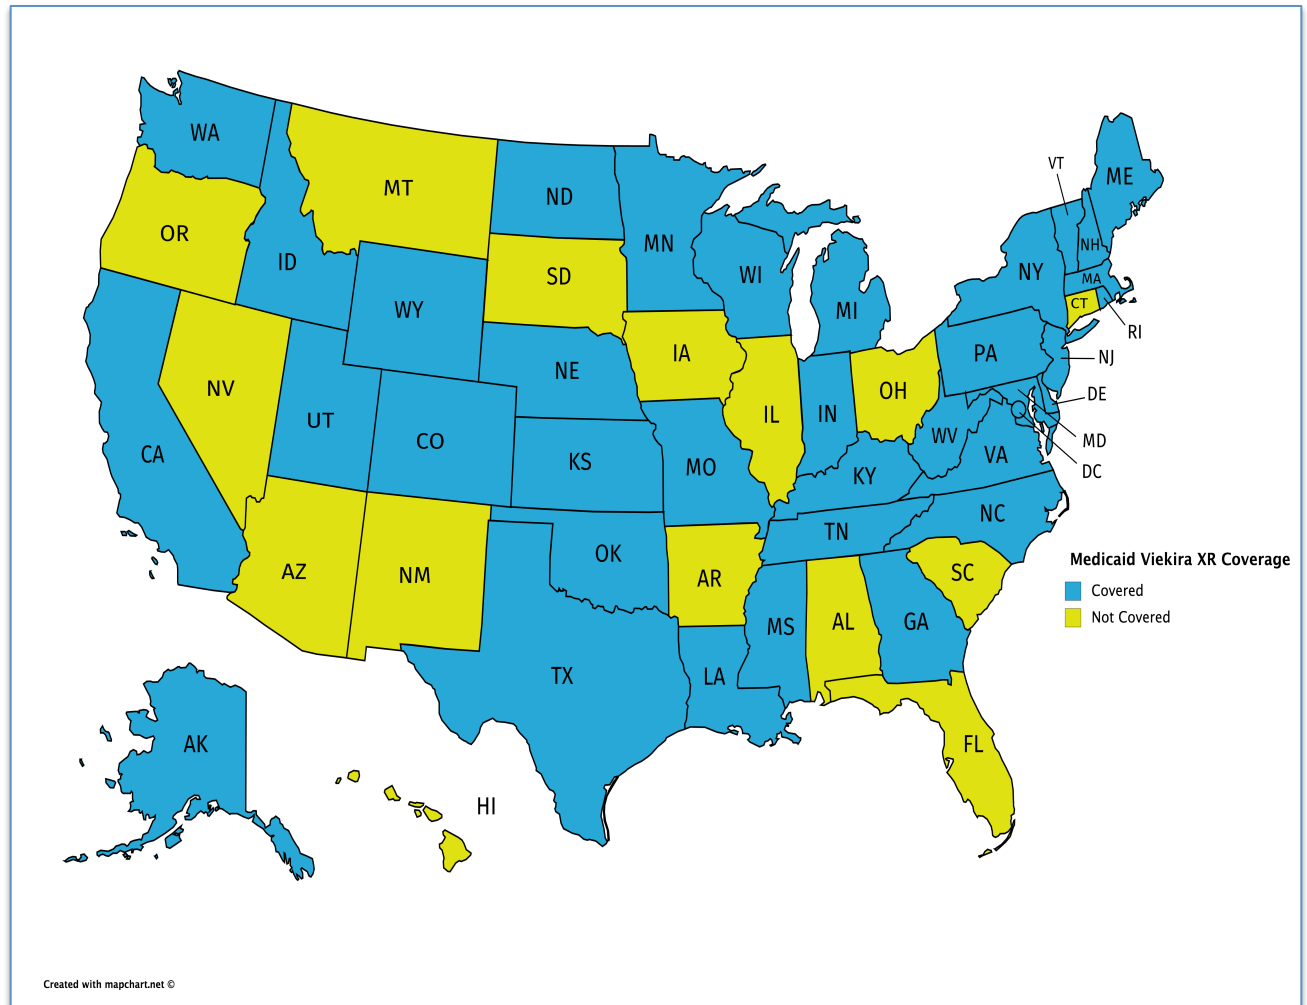 WA
MT
ND
MN
VT
ME
OR
ID
SD
WI
NY
NH
MA
WY
MI
CT
RI
IA
PA
NJ
NV
NE
OH
DE
UT
CO
IL
IN
WV
MD
CA
KS
MO
KY
VA
DC
TN
NC
OK
AZ
NM
AR
SC
MS
AL
GA
TX
LA
AK
FL
HI
Medicaid Viekira XR Coverage
Covered
Not Covered
Created with mapchart.net ©